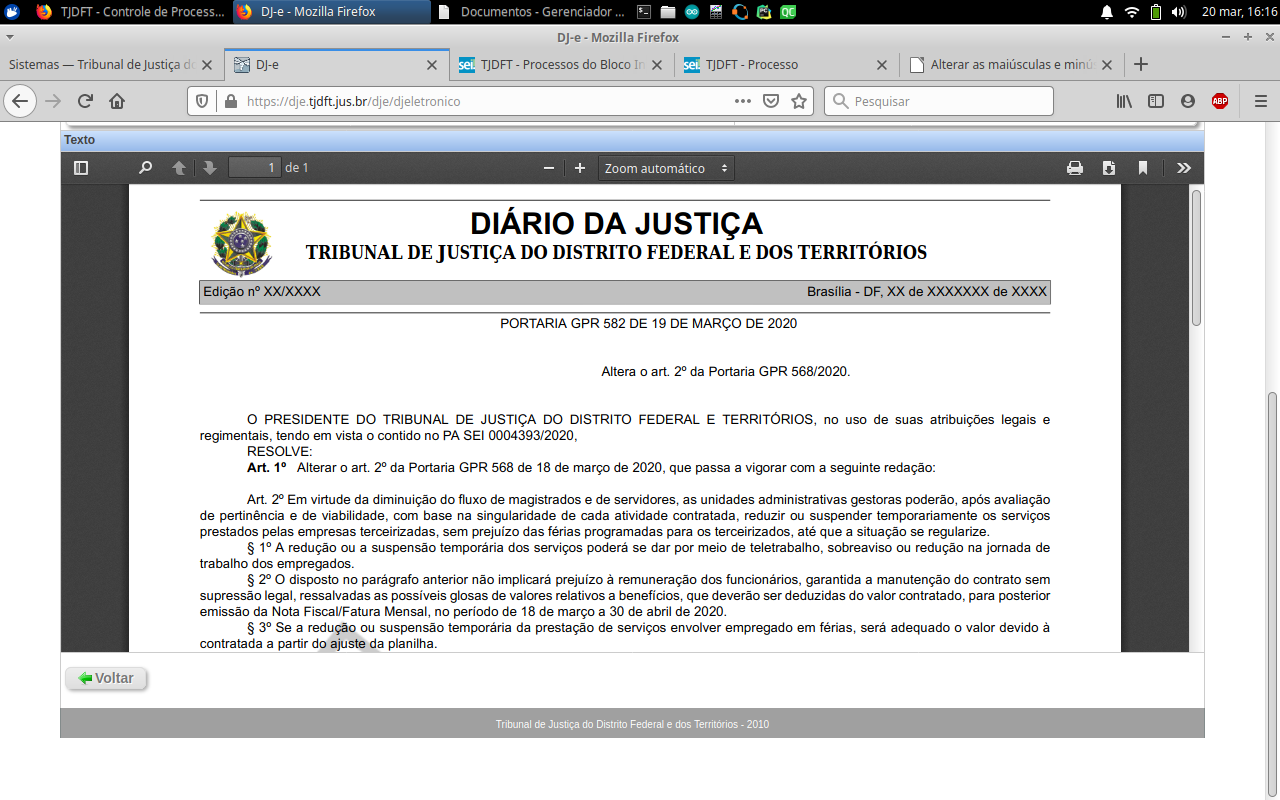 TJDFT - Controle de Process...
DJ-e - Mozilla Firefox
Documentos - Gerenciador ...
QC
20 mar, 16:16
DJ-e - Mozilla Firefox
Sistemas — Tribunal de Justiça d
DJ-e
sei! TJDFT - Processos do Bloco In
sei! TJDFT - Processo
Alterar as maiúsculas e minús
https://dje.tjdft.jus.br/dje/djeletronico
Pesquisar
ABP
Texto
1 de 1
Zoom automático
DIÁRIO DA JUSTIÇA
TRIBUNAL DE JUSTIÇA DO DISTRITO FEDERAL E DOS TERRITÓRIOS
Edição nº XX/XXXX
Brasília - DF, XX de XXXXXXX de XXXX
PORTARIA GPR 582 DE 19 DE MARÇO DE 2020
Altera o art. 2º da Portaria GPR 568/2020.
O PRESIDENTE DO TRIBUNAL DE JUSTIÇA DO DISTRITO FEDERAL E TERRITÓRIOS, no uso de suas atribuições legais e
regimentais, tendo em vista o contido no PA SEI 0004393/2020,
RESOLVE:
Art. 1º Alterar o art. 2º da Portaria GPR 568 de 18 de março de 2020, que passa a vigorar com a seguinte redação:
Art. 2º Em virtude da diminuição do fluxo de magistrados e de servidores, as unidades administrativas gestoras poderão, após avaliação
de pertinência e de viabilidade, com base na singularidade de cada atividade contratada, reduzir ou suspender temporariamente os serviços
prestados pelas empresas terceirizadas, sem prejuízo das férias programadas para os terceirizados, até que a situação se regularize.
§ 1º A redução ou a suspensão temporária dos serviços poderá se dar por meio de teletrabalho, sobreaviso ou redução na jornada de
trabalho dos empregados.
§ 2º O disposto no parágrafo anterior não implicará prejuízo à remuneração dos funcionários, garantida a manutenção do contrato sem
supressão legal, ressalvadas as possíveis glosas de valores relativos a benefícios, que deverão ser deduzidas do valor contratado, para posterior
emissão da Nota Fiscal/Fatura Mensal, no período de 18 de março a 30 de abril de 2020.
§ 3º Se a redução ou suspensão temporária da prestação de serviços envolver empregado em férias, será adequado o valor devido à
contratada a partir do ajuste da planilha.
Voltar
Tribunal de Justiça do Distrito Federal e dos Territórios - 2010